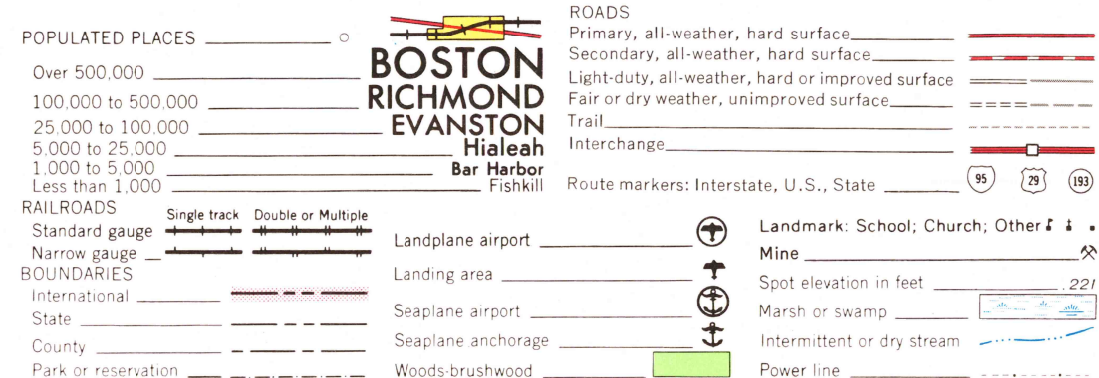 POPULATED PLACES
Over 500,000 BOSTON
100,000 to 500,000 RICHMOND
25,000 to 100,000 EVANSTON
5,000 to 25,000 Hialeah
1,000 to 5,000 Bar Harbor
Less than 1,000 Fishkill
RAILROADS Single track Double or Multiple
Standard gauge
Narrow gauge
BOUNDARIES
International
State
County
Park or reservation
Landplane airport
Landing area
Seaplane airport
Seaplane anchorage
Woods-brushwood
ROADS
Primary, all-weather, hard surface
Secondary, all-weather, hard surface
Light-duty, all-weather, hard or improved surface
Fair or dry weather, unimproved surface
Trail
Interchange
Route markers: Interstate, U.S., State 95 29 193
Landmark: School; Church; Other
Mine
Spot elevation in feet .221
Marsh or swamp
Intermittent or dry stream
Power line